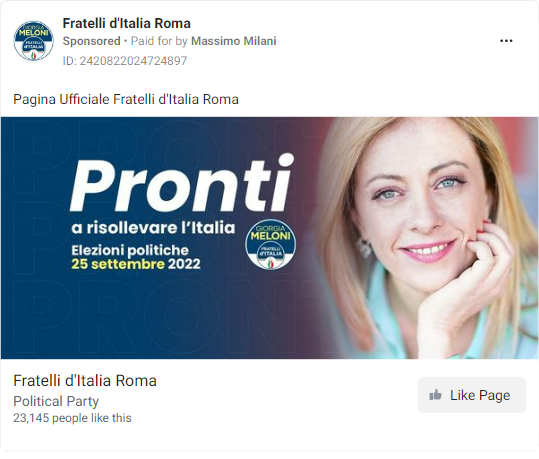 Fratelli d'Italia Roma
Sponsored • Paid for by Massimo Milani
ID: 2420822024724897
Pagina Ufficiale Fratelli d'Italia Roma
PRONTI
Pronti
a risollevare l'Italia
Elezioni politiche
25 settembre 2022
GIORGIA
MELONI
FRATELLI
d'ITALIA
PRONTI
Fratelli d'Italia Roma
Political Party
23,145 people like this
Like Page